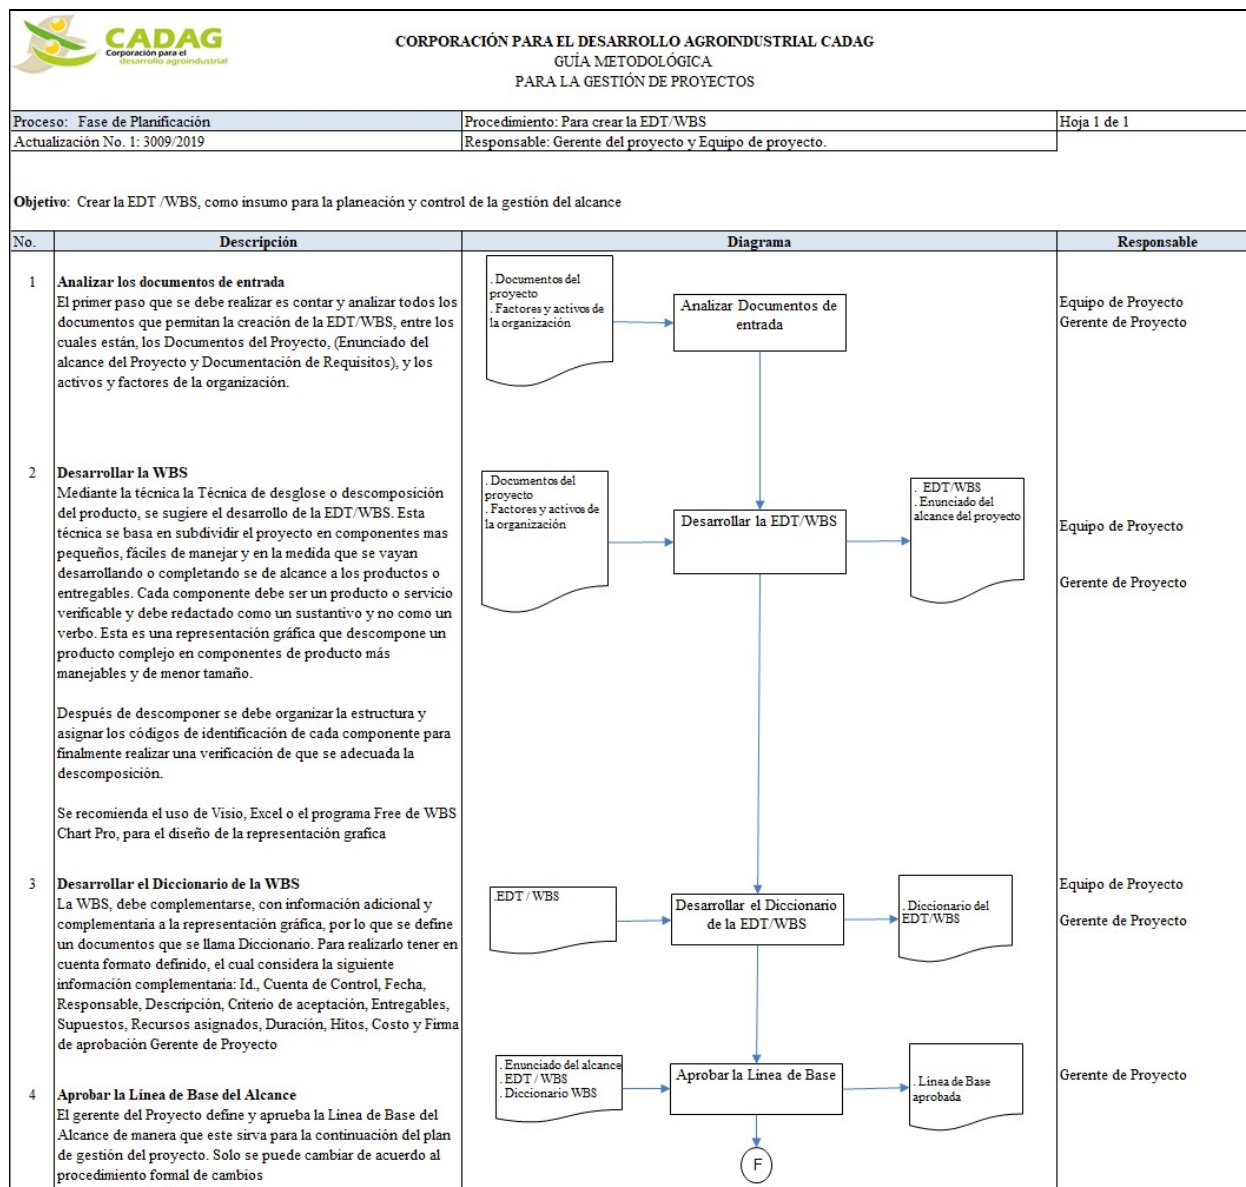 CADAG
Corporación para el
desarrollo agroindustrial
CORPORACIÓN PARA EL DESARROLLO AGROINDUSTRIAL CADAG
GUÍA METODOLÓGICA
PARA LA GESTIÓN DE PROYECTOS
Proceso: Fase de Planificación
Procedimiento: Para crear la EDT/WBS
Hoja 1 de 1
Actualización No. 1: 3009/2019
Responsable: Gerente del proyecto y Equipo de proyecto.
Objetivo: Crear la EDT /WBS, como insumo para la planeación y control de la gestión del alcance
No.
Descripción
Diagrama
Responsable
1
Analizar los documentos de entrada
El primer paso que se debe realizar es contar y analizar todos los
documentos que permitan la creación de la EDT/WBS, entre los
cuales están, los Documentos del Proyecto, (Enunciado del
alcance del Proyecto y Documentación de Requisitos), y los
activos y factores de la organización.
. Documentos del
proyecto
. Factores y activos de
la organización
Analizar Documentos de
entrada
Equipo de Proyecto
Gerente de Proyecto
2
Desarrollar la WBS
Mediante la técnica la Técnica de desglose o descomposición
del producto, se sugiere el desarrollo de la EDT/WBS. Esta
técnica se basa en subdividir el proyecto en componentes mas
pequeños, fáciles de manejar y en la medida que se vayan
desarrollando o completando se de alcance a los productos o
entregables. Cada componente debe ser un producto o servicio
verificable y debe redactado como un sustantivo y no como un
verbo. Esta es una representación gráfica que descompone un
producto complejo en componentes de producto más
manejables y de menor tamaño.
Después de descomponer se debe organizar la estructura y
asignar los códigos de identificación de cada componente para
finalmente realizar una verificación de que se adecuada la
descomposición.
Se recomienda el uso de Visio, Excel o el programa Free de WBS
Chart Pro, para el diseño de la representación grafica
. Documentos del
proyecto
. Factores y activos de
la organización
Desarrollar la EDT/WBS
. EDT/WBS
. Enunciado del
alcance del proyecto
Equipo de Proyecto
Gerente de Proyecto
3
Desarrollar el Diccionario de la WBS
La WBS, debe complementarse, con información adicional y
complementaria a la representación gráfica, por lo que se define
un documentos que se llama Diccionario. Para realizarlo tener en
cuenta formato definido, el cual considera la siguiente
información complementaria: Id., Cuenta de Control, Fecha,
Responsable, Descripción, Criterio de aceptación, Entregables,
Supuestos, Recursos asignados, Duración, Hitos, Costo y Firma
de aprobación Gerente de Proyecto
.EDT / WBS
Desarrollar el Diccionario
de la EDT/WBS
. Diccionario del
EDT/WBS
Equipo de Proyecto
Gerente de Proyecto
4
Aprobar la Línea de Base del Alcance
El gerente del Proyecto define y aprueba la Linea de Base del
Alcance de manera que este sirva para la continuación del plan
de gestión del proyecto. Solo se puede cambiar de acuerdo al
procedimiento formal de cambios
. Enunciado del alcance
. EDT / WBS
. Diccionario WBS
Aprobar la Linea de Base
. Linea de Base
aprobada
Gerente de Proyecto
F